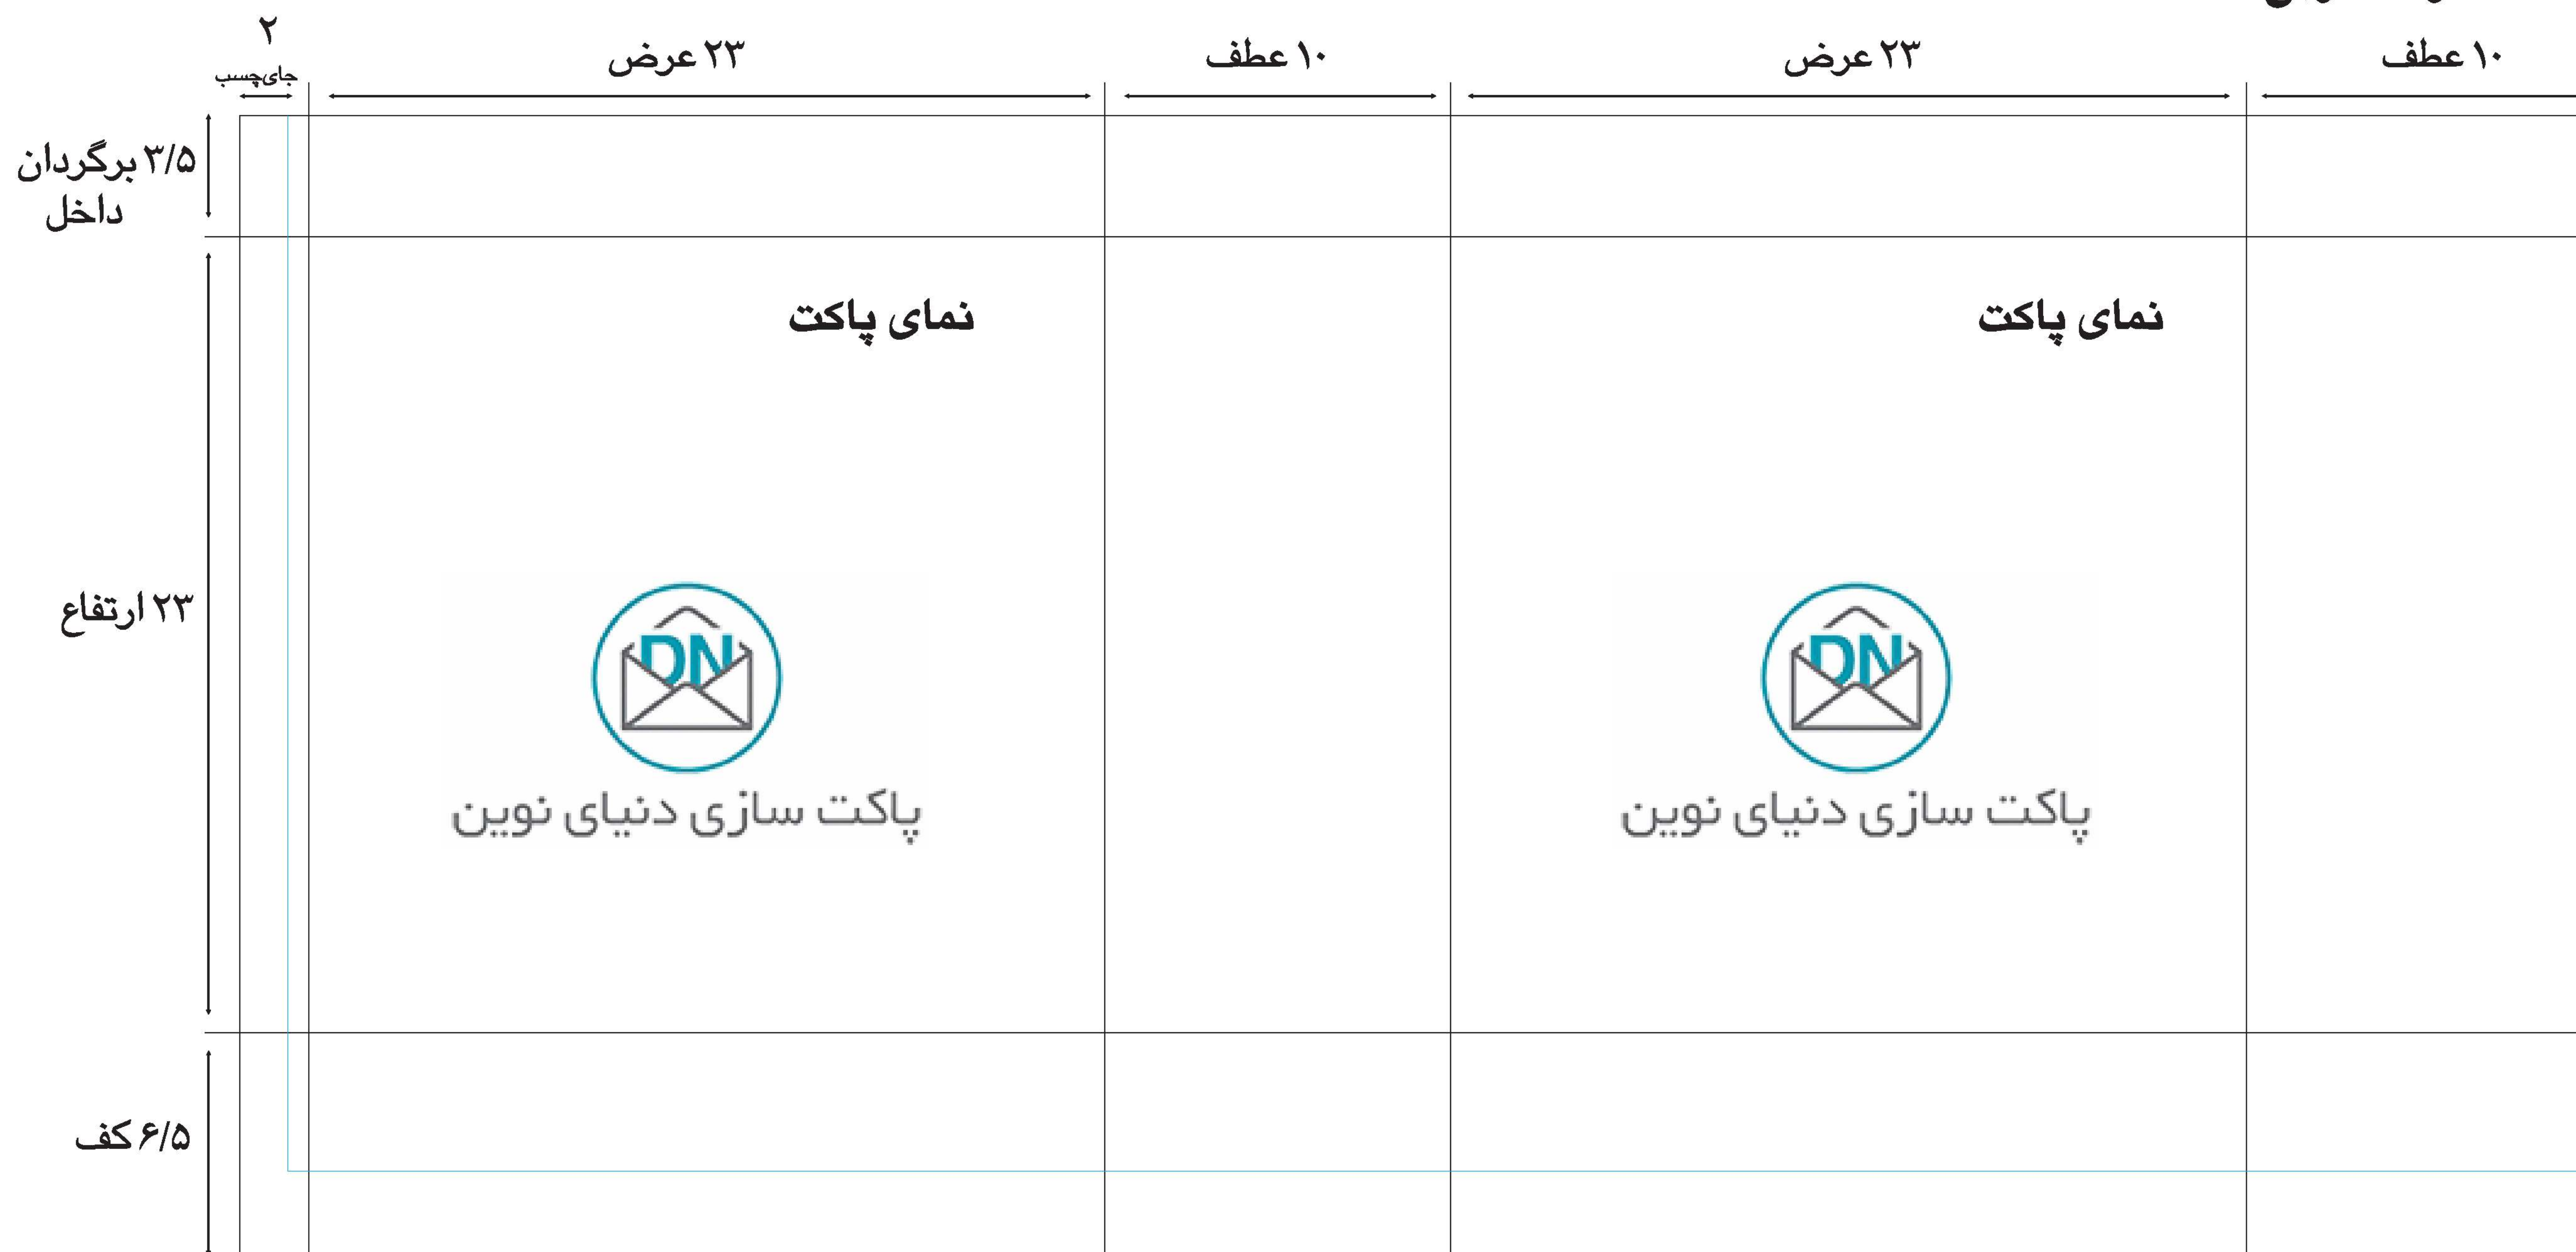 ۲
جای‌چسب
۲۳ عرض
۱۰ عطف
۲۳ عرض
۱۰ عطف
۳/۵ برگردان
داخل
نمای پاکت
نمای پاکت
۲۳ ارتفاع
DN
پاکت سازی دنیای نوین
DN
پاکت سازی دنیای نوین
۶/۵ کف